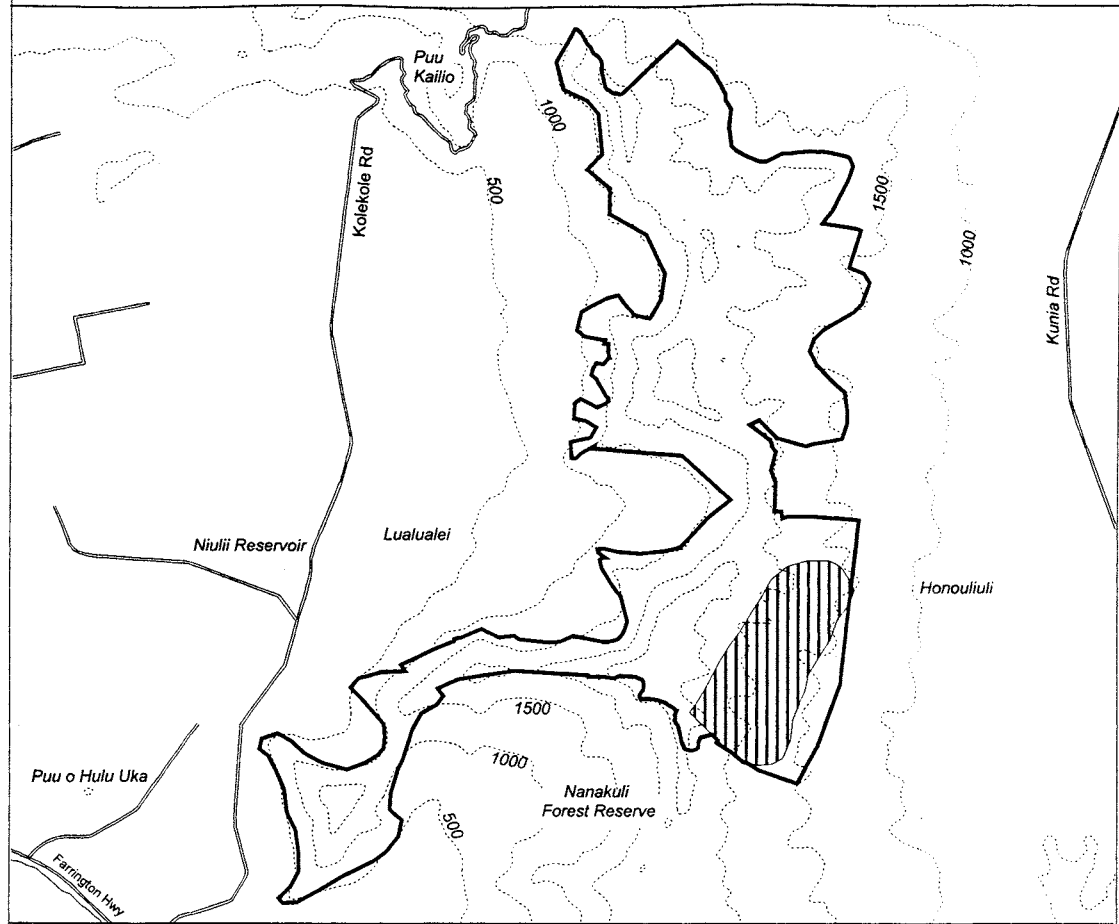 Puu
Kailio
1000
Kolekole Rd
500
1500
1000
Kunia Rd
Niulii Reservoir
Lualualei
Honouliuli
1500
1000
Puu o Hulu Uka
Nanakuli
Forest Reserve
500
Farrington Hwy